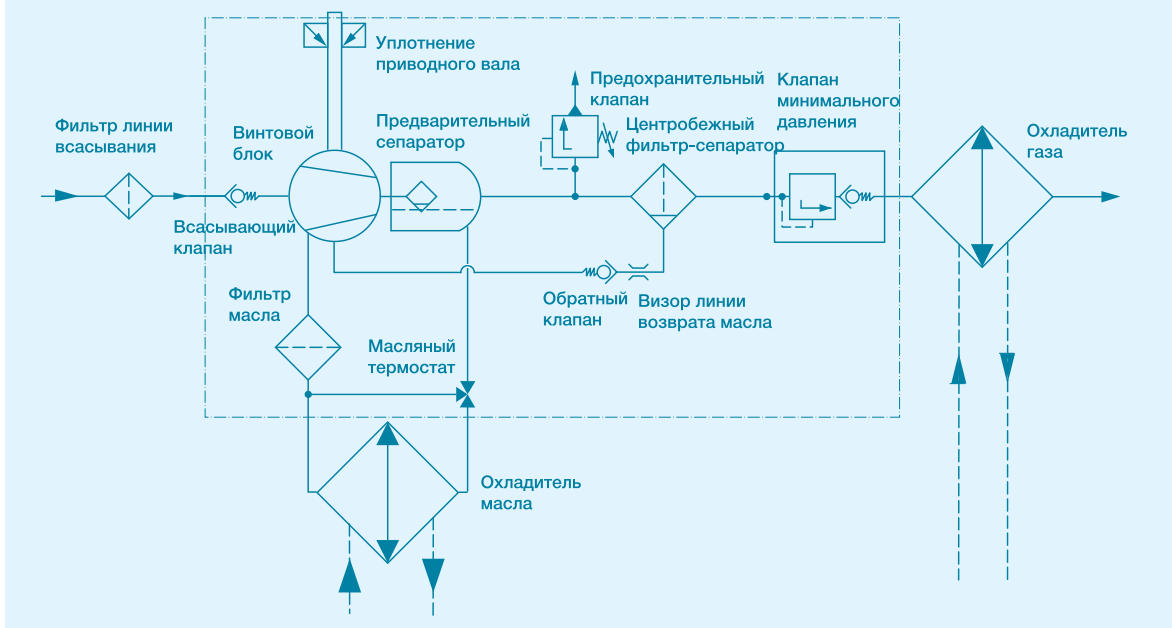 Уплотнение
приводного вала
Предохранительный
клапан
Клапан
минимального
давления
Фильтр линии
всасывания
Винтовой
блок
Предварительный
сепаратор
Центробежный
фильтр-сепаратор
Охладитель
газа
Всасывающий
клапан
Фильтр
масла
Обратный
клапан
Визор линии
возврата масла
Масляный
термостат
Охладитель
масла